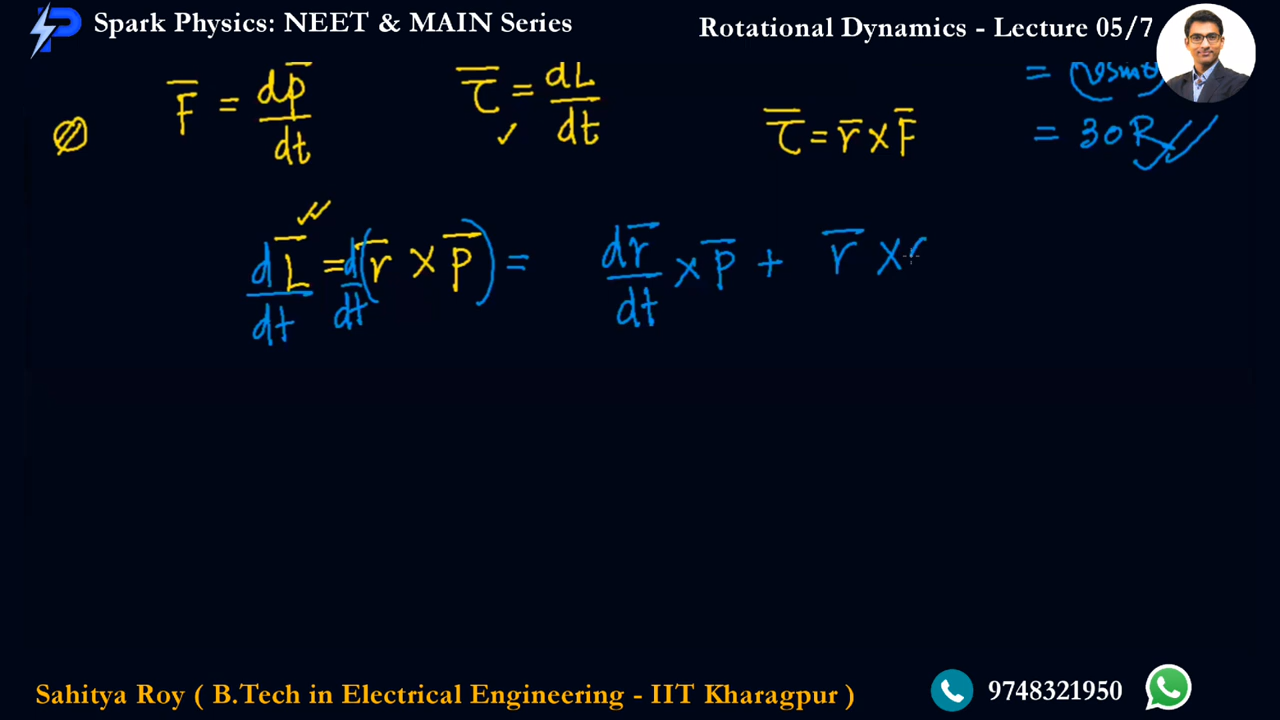 Spark Physics: NEET & MAIN Series
Rotational Dynamics - Lecture 05/7
F̅ = dp̅/dt
τ̅ = dL/dt
τ̅ = r̅ × F̅
= 30R
dL̅/dt = d/dt(r̅ × p̅) = dr̅/dt × p̅ + r̅ ×
Sahitya Roy ( B.Tech in Electrical Engineering - IIT Kharagpur )
9748321950